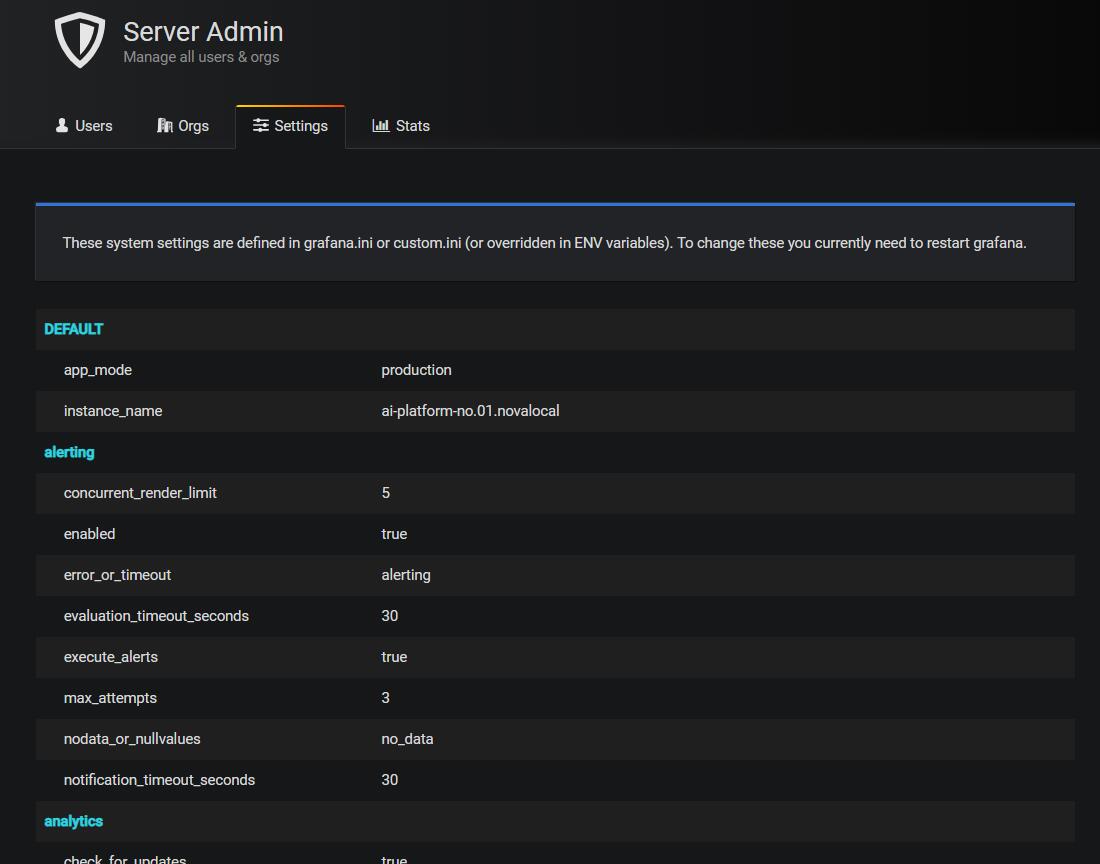 Server Admin
Manage all users & orgs
Users Orgs Settings Stats
These system settings are defined in grafana.ini or custom.ini (or overridden in ENV variables). To change these you currently need to restart grafana.
DEFAULT
app_mode production
instance_name ai-platform-no.01.novalocal
alerting
concurrent_render_limit 5
enabled true
error_or_timeout alerting
evaluation_timeout_seconds 30
execute_alerts true
max_attempts 3
nodata_or_nullvalues no_data
notification_timeout_seconds 30
analytics
check_for_updates true